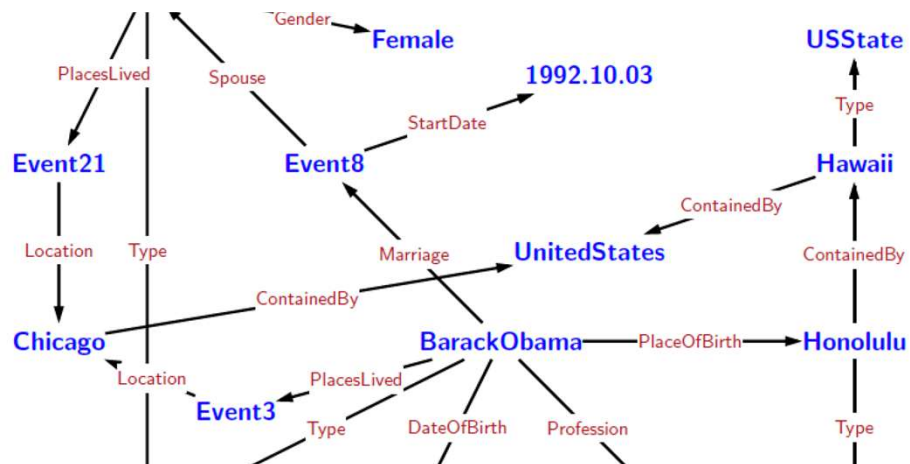 Gender
Female
USState
PlacesLived
Spouse
1992.10.03
Type
StartDate
Event21
Event8
Hawaii
ContainedBy
Location
Type
Marriage
UnitedStates
ContainedBy
ContainedBy
Chicago
BarackObama
PlaceOfBirth
Honolulu
Location
PlacesLived
Event3
Type
DateOfBirth
Profession
Type